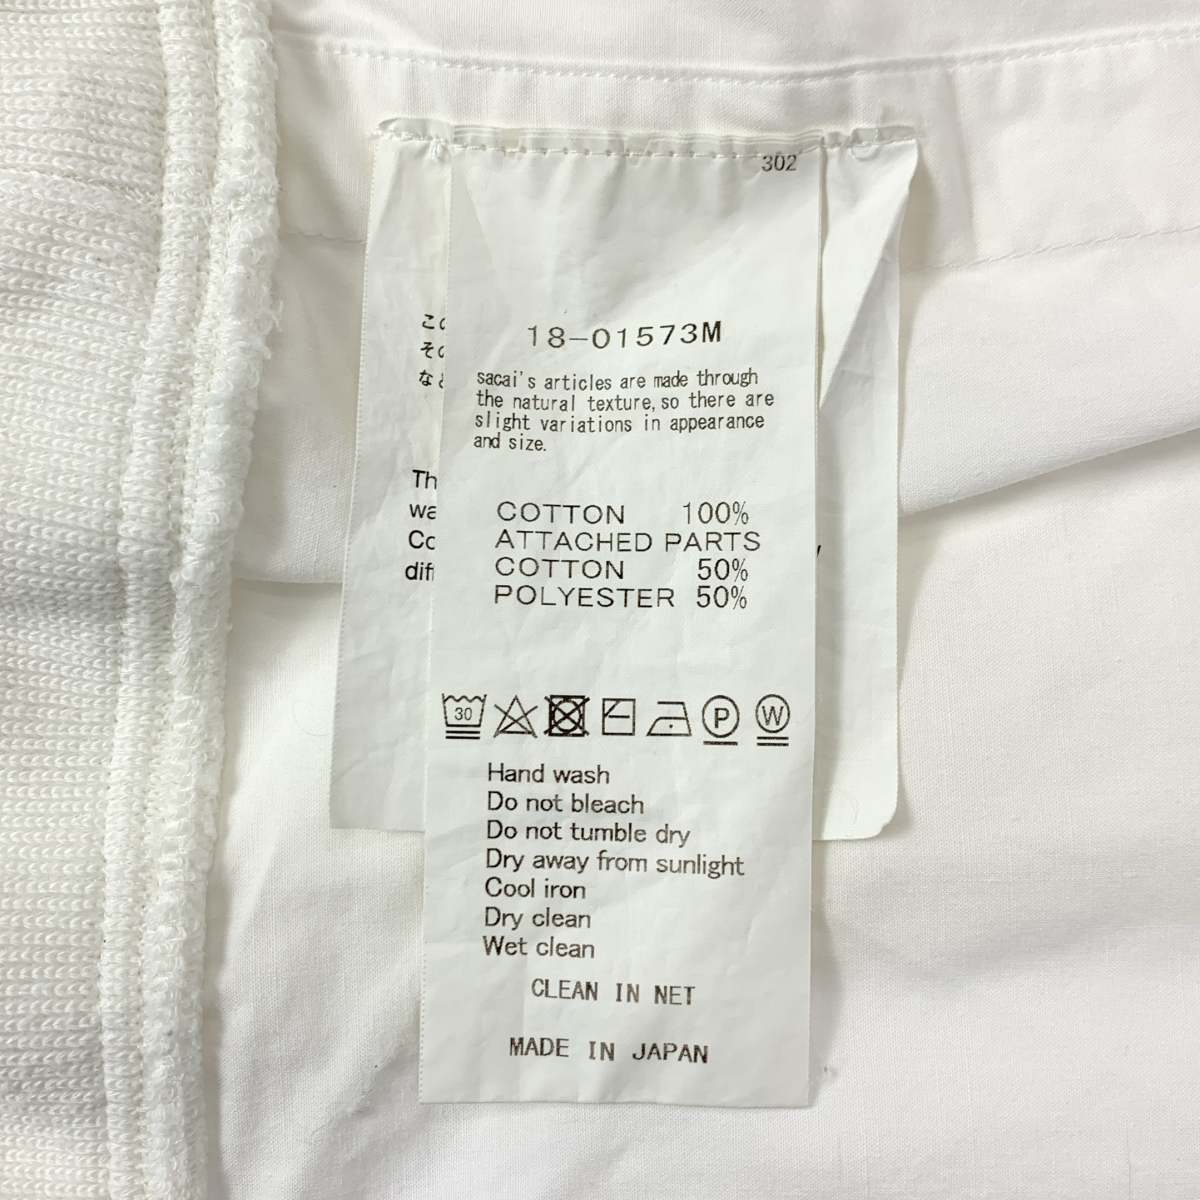 302
18-01573M
sacai's articles are made through
the natural texture, so there are
slight variations in appearance
and size.
COTTON 100%
ATTACHED PARTS
COTTON 50%
POLYESTER 50%
30
P
W
Hand wash
Do not bleach
Do not tumble dry
Dry away from sunlight
Cool iron
Dry clean
Wet clean
CLEAN IN NET
MADE IN JAPAN